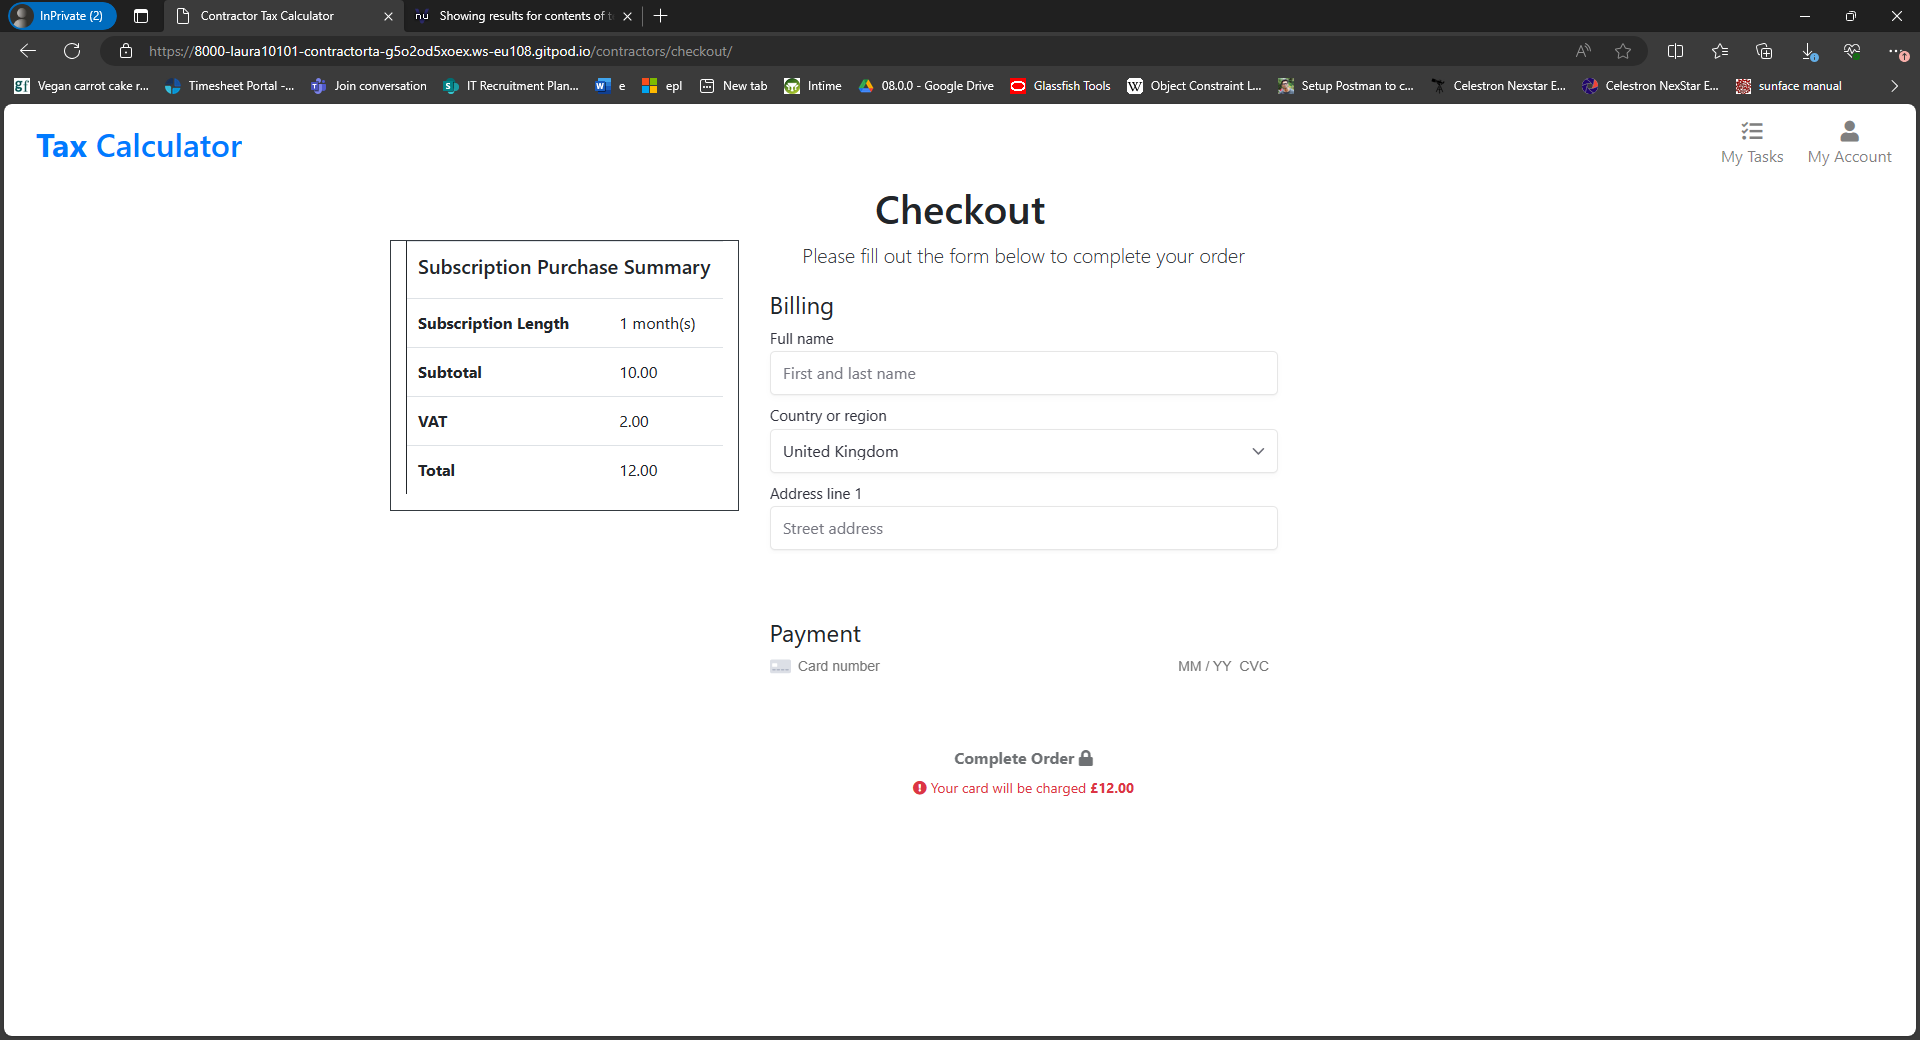 InPrivate (2)
Contractor Tax Calculator
nu Showing results for contents of t
https://8000-laura10101-contractorta-g5o2od5xoex.ws-eu108.gitpod.io/contractors/checkout/
gf Vegan carrot cake r...
Timesheet Portal -...
Join conversation
IT Recruitment Plan...
e
epl
New tab
Intime
08.0.0 - Google Drive
Glassfish Tools
W Object Constraint L...
Setup Postman to c...
Celestron Nexstar E...
Celestron NexStar E...
sunface manual
Tax Calculator
My Tasks
My Account
Checkout
Please fill out the form below to complete your order
Subscription Purchase Summary
Subscription Length 1 month(s)
Subtotal 10.00
VAT 2.00
Total 12.00
Billing
Full name
First and last name
Country or region
United Kingdom
Address line 1
Street address
Payment
Card number MM / YY CVC
Complete Order
Your card will be charged £12.00